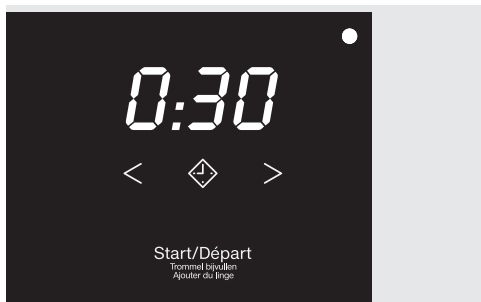 0:30
< >
Start/Départ
Trommel bijvullen
Ajouter du linge